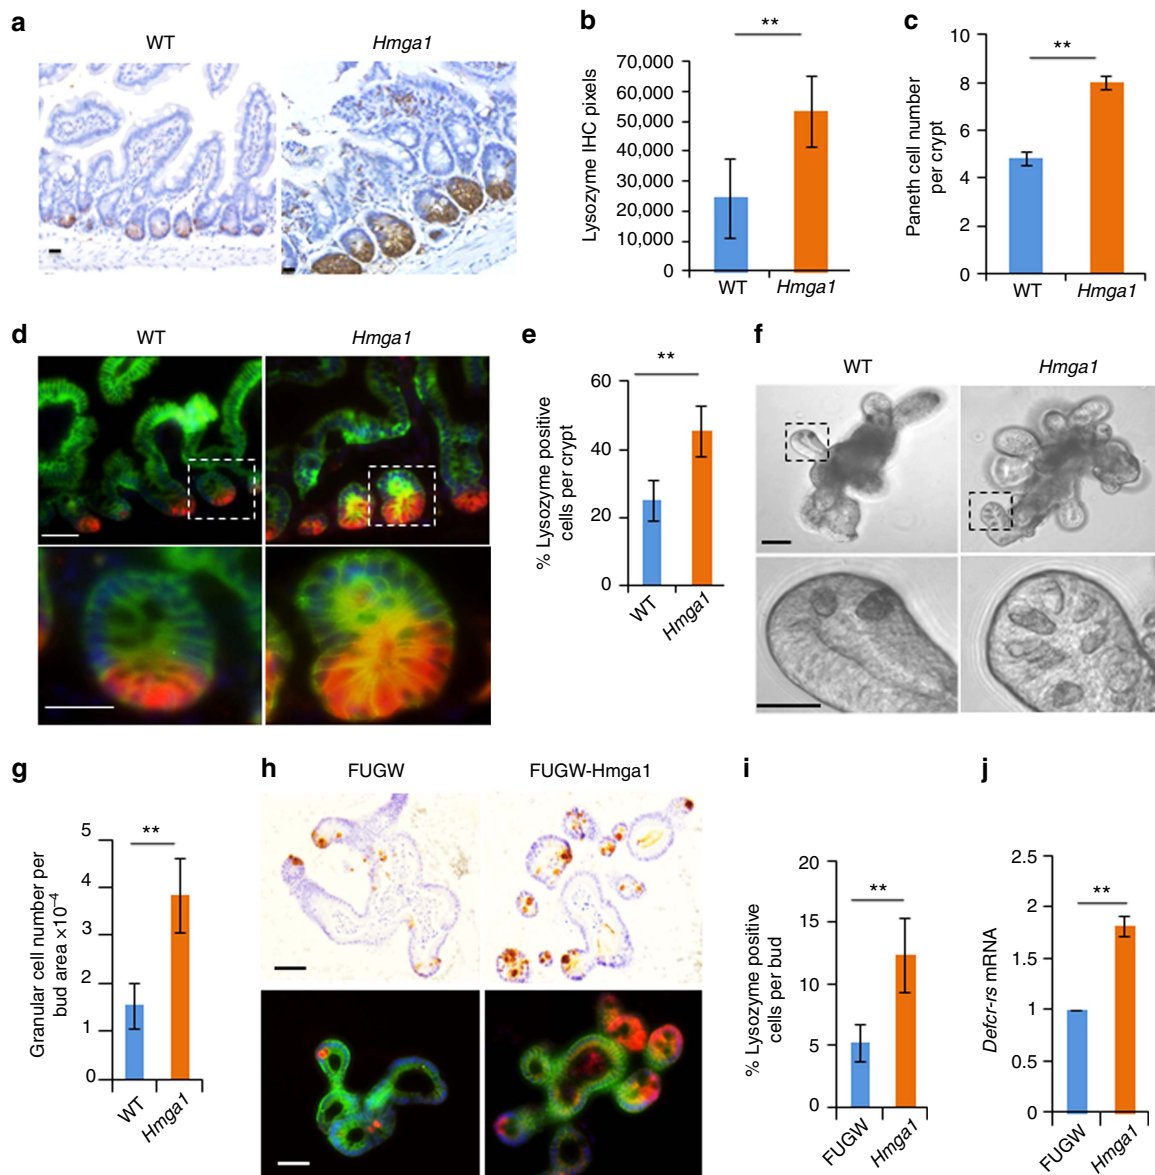 a
WT
Hmga1
b
**
Lysozyme IHC pixels
70,000
60,000
50,000
40,000
30,000
20,000
10,000
0
WT
Hmga1
c
**
Paneth cell number
per crypt
10
8
6
4
2
0
WT
Hmga1
d
WT
Hmga1
e
**
% Lysozyme positive
cells per crypt
60
40
20
0
WT
Hmga1
f
WT
Hmga1
g
**
Granular cell number per
bud area ×10⁻⁴
5
4
3
2
1
0
WT
Hmga1
h
FUGW
FUGW-Hmga1
i
**
% Lysozyme positive
cells per bud
20
15
10
5
0
FUGW
Hmga1
j
**
Defcr-rs mRNA
2.5
2
1.5
1
0.5
0
FUGW
Hmga1